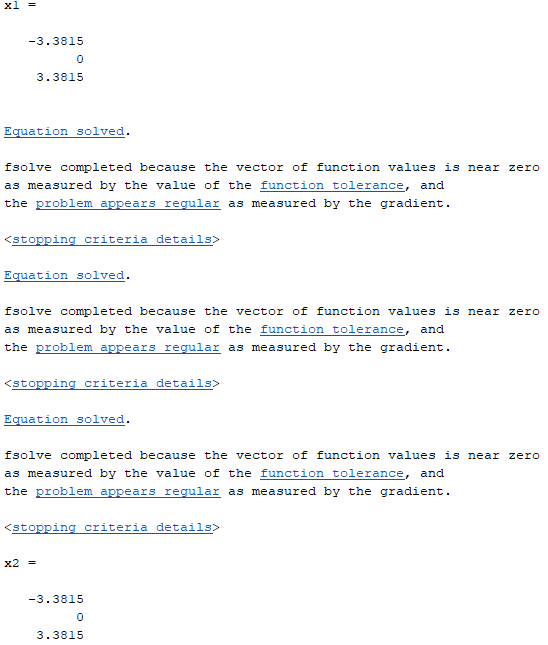 x1 =
-3.3815
0
3.3815
Equation solved.
fsolve completed because the vector of function values is near zero
as measured by the value of the function tolerance, and
the problem appears regular as measured by the gradient.
<stopping criteria details>
Equation solved.
fsolve completed because the vector of function values is near zero
as measured by the value of the function tolerance, and
the problem appears regular as measured by the gradient.
<stopping criteria details>
Equation solved.
fsolve completed because the vector of function values is near zero
as measured by the value of the function tolerance, and
the problem appears regular as measured by the gradient.
<stopping criteria details>
x2 =
-3.3815
0
3.3815